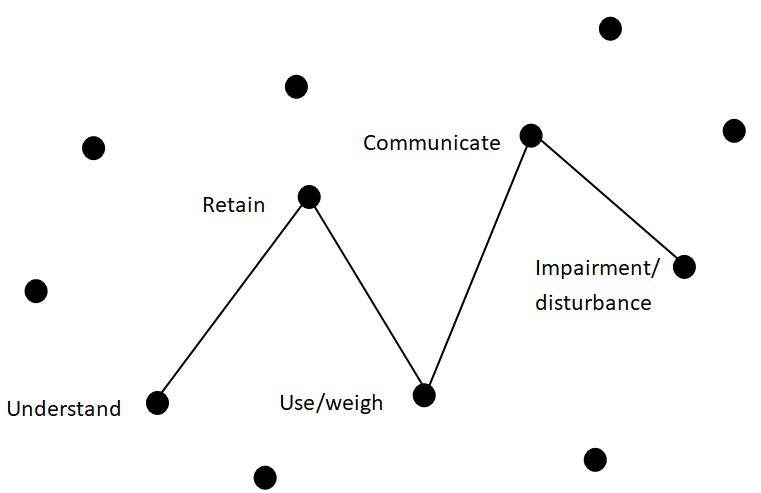 Communicate
Retain
Impairment/
disturbance
Use/weigh
Understand